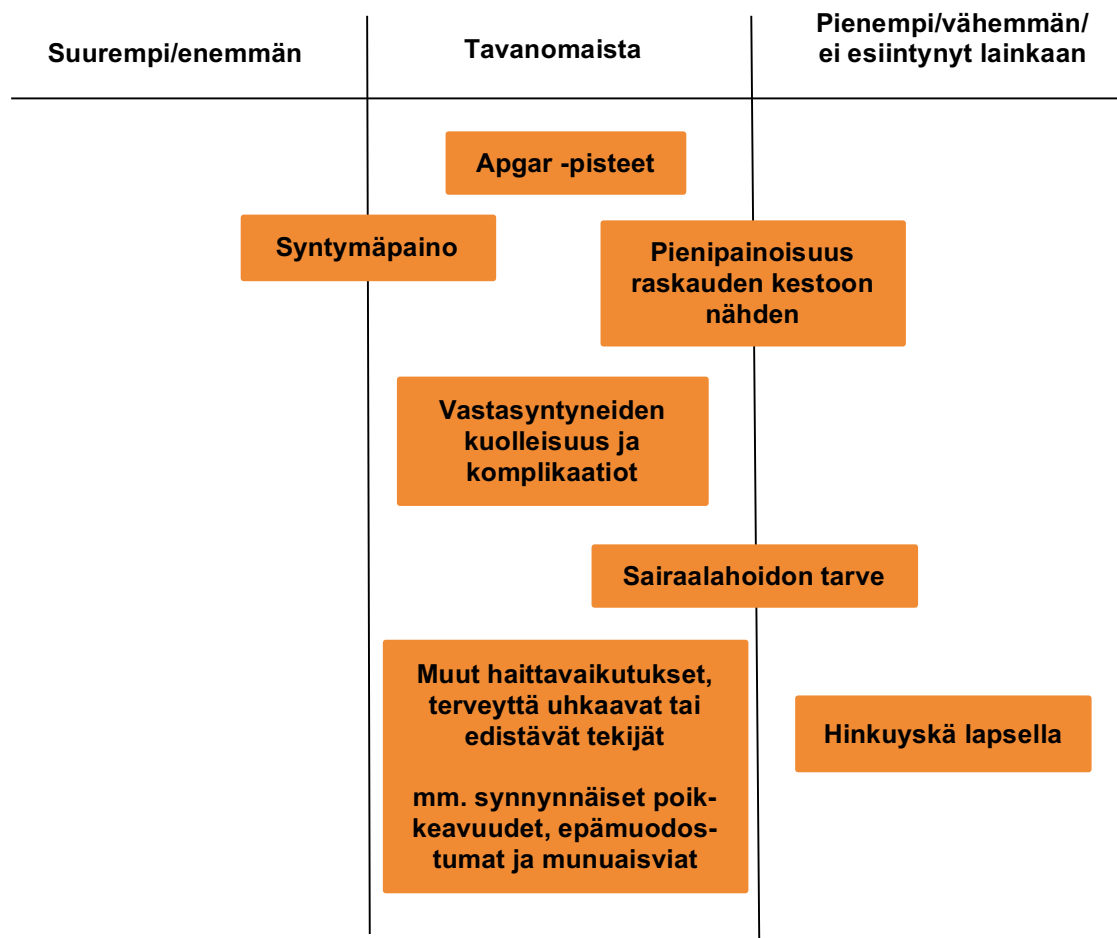 Suurempi/enemmän
Tavanomaista
Pienempi/vähemmän/
ei esiintynyt lainkaan
Apgar -pisteet
Syntymäpaino
Pienipainoisuus
raskauden kestoon
nähden
Vastasyntyneiden
kuolleisuus ja
komplikaatiot
Sairaalahoidon tarve
Muut haittavaikutukset,
terveyttä uhkaavat tai
edistävät tekijät
mm. synnynnäiset poik-
keavuudet, epämuodos-
tumat ja munuaisviat
Hinkuyskä lapsella